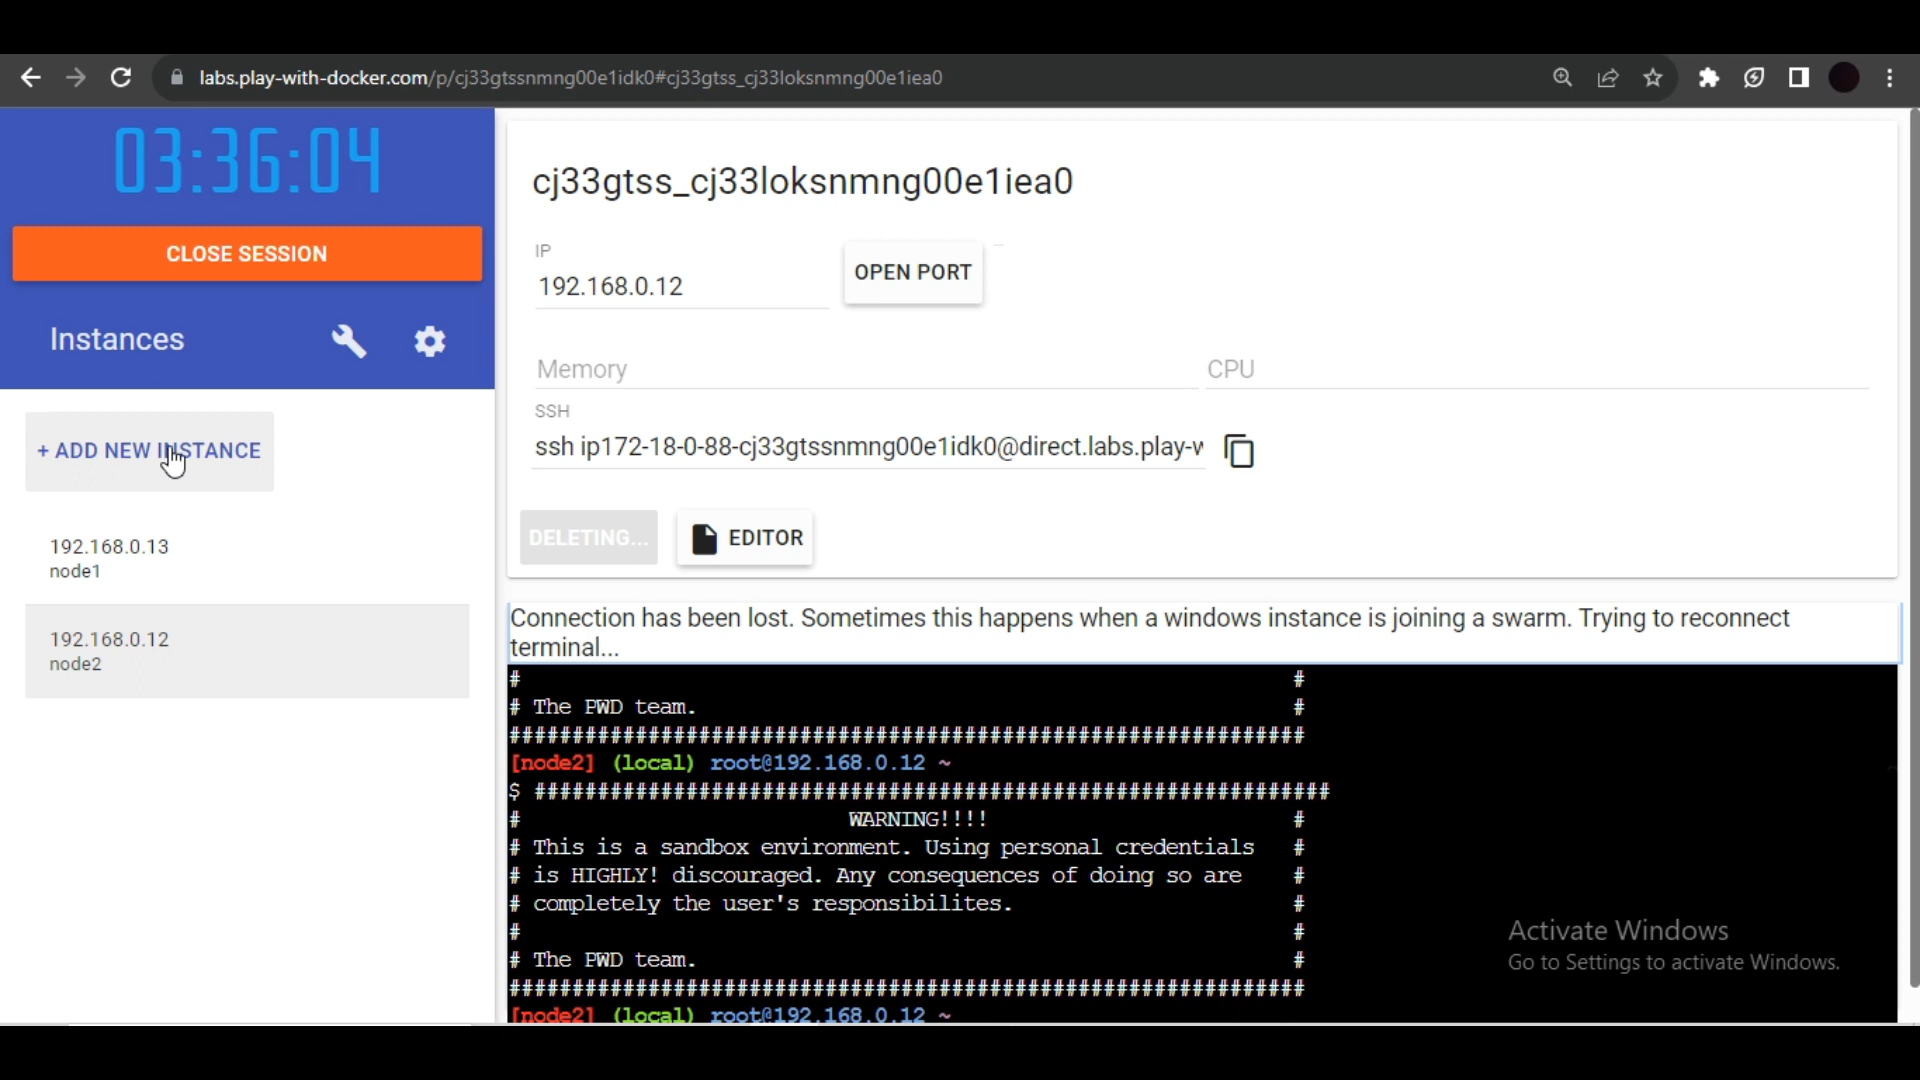 labs.play-with-docker.com/p/cj33gtssnmng00e1idk0#cj33gtss_cj33loksnmng00e1iea0
03:36:04
CLOSE SESSION
Instances
+ ADD NEW INSTANCE
192.168.0.13
node1
192.168.0.12
node2
cj33gtss_cj33loksnmng00e1iea0
IP
192.168.0.12
OPEN PORT
Memory
CPU
SSH
ssh ip172-18-0-88-cj33gtssnmng00e1idk0@direct.labs.play-w
DELETING...
EDITOR
Connection has been lost. Sometimes this happens when a windows instance is joining a swarm. Trying to reconnect
terminal...
# #
# The PWD team. #
###############################################################
[node2] (local) root@192.168.0.12 ~
$ ###############################################################
# WARNING!!!! #
# This is a sandbox environment. Using personal credentials #
# is HIGHLY! discouraged. Any consequences of doing so are #
# completely the user's responsibilites. #
# #
# The PWD team. #
###############################################################
[node2] (local) root@192.168.0.12 ~
Activate Windows
Go to Settings to activate Windows.